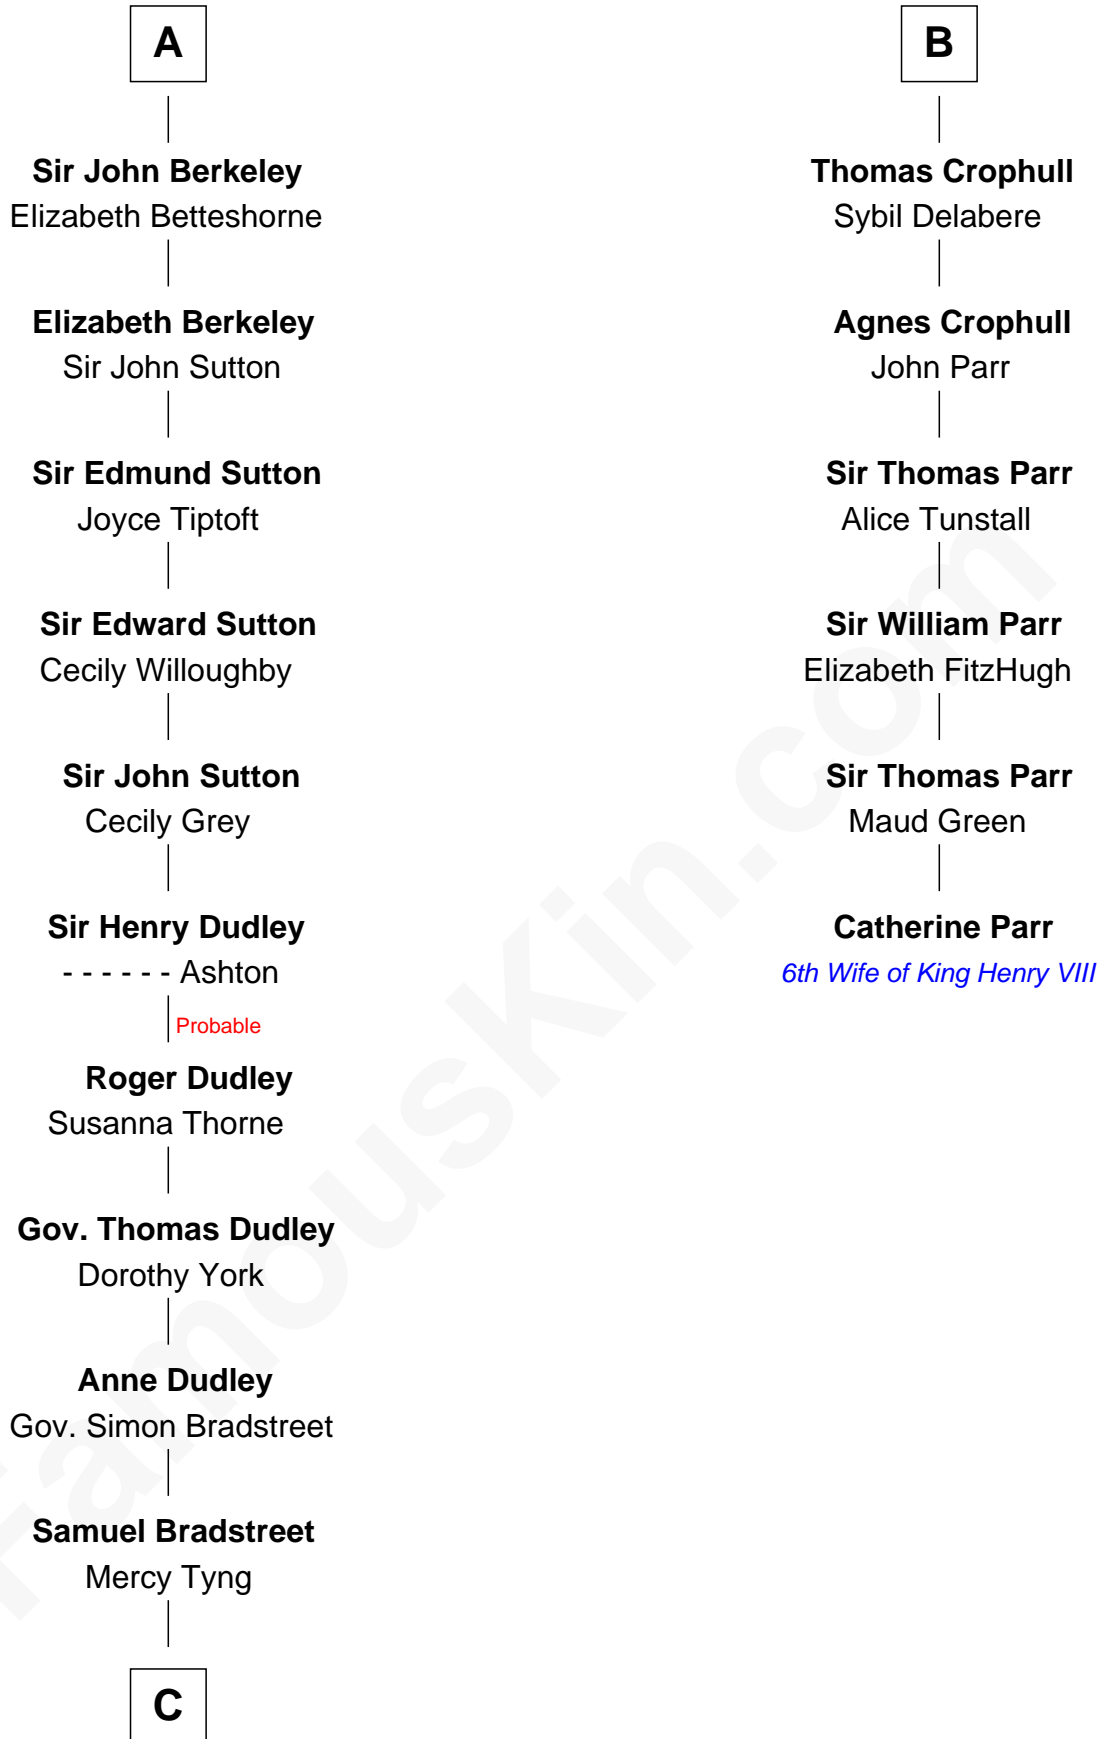 A
Sir John Berkeley
Elizabeth Betteshorne
Elizabeth Berkeley
Sir John Sutton
Sir Edmund Sutton
Joyce Tiptoft
Sir Edward Sutton
Cecily Willoughby
Sir John Sutton
Cecily Grey
Sir Henry Dudley
- - - - - - Ashton
Probable
Roger Dudley
Susanna Thorne
Gov. Thomas Dudley
Dorothy York
Anne Dudley
Gov. Simon Bradstreet
Samuel Bradstreet
Mercy Tyng
C
B
Thomas Crophull
Sybil Delabere
Agnes Crophull
John Parr
Sir Thomas Parr
Alice Tunstall
Sir William Parr
Elizabeth FitzHugh
Sir Thomas Parr
Maud Green
Catherine Parr
6th Wife of King Henry VIII
FamousKin.com